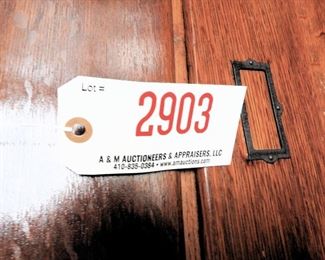 Lot #
2903
A & M AUCTIONEERS & APPRAISERS, LLC
410-835-0384 • www.amauctions.com